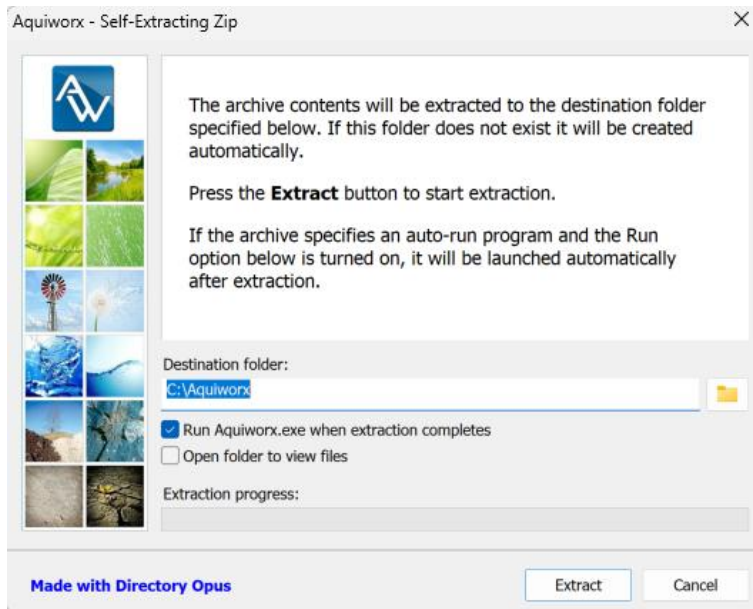 Aquiworx - Self-Extracting Zip
AW
The archive contents will be extracted to the destination folder
specified below. If this folder does not exist it will be created
automatically.
Press the Extract button to start extraction.
If the archive specifies an auto-run program and the Run
option below is turned on, it will be launched automatically
after extraction.
Destination folder:
C:\Aquiworx
Run Aquiworx.exe when extraction completes
Open folder to view files
Extraction progress:
Made with Directory Opus
Extract
Cancel